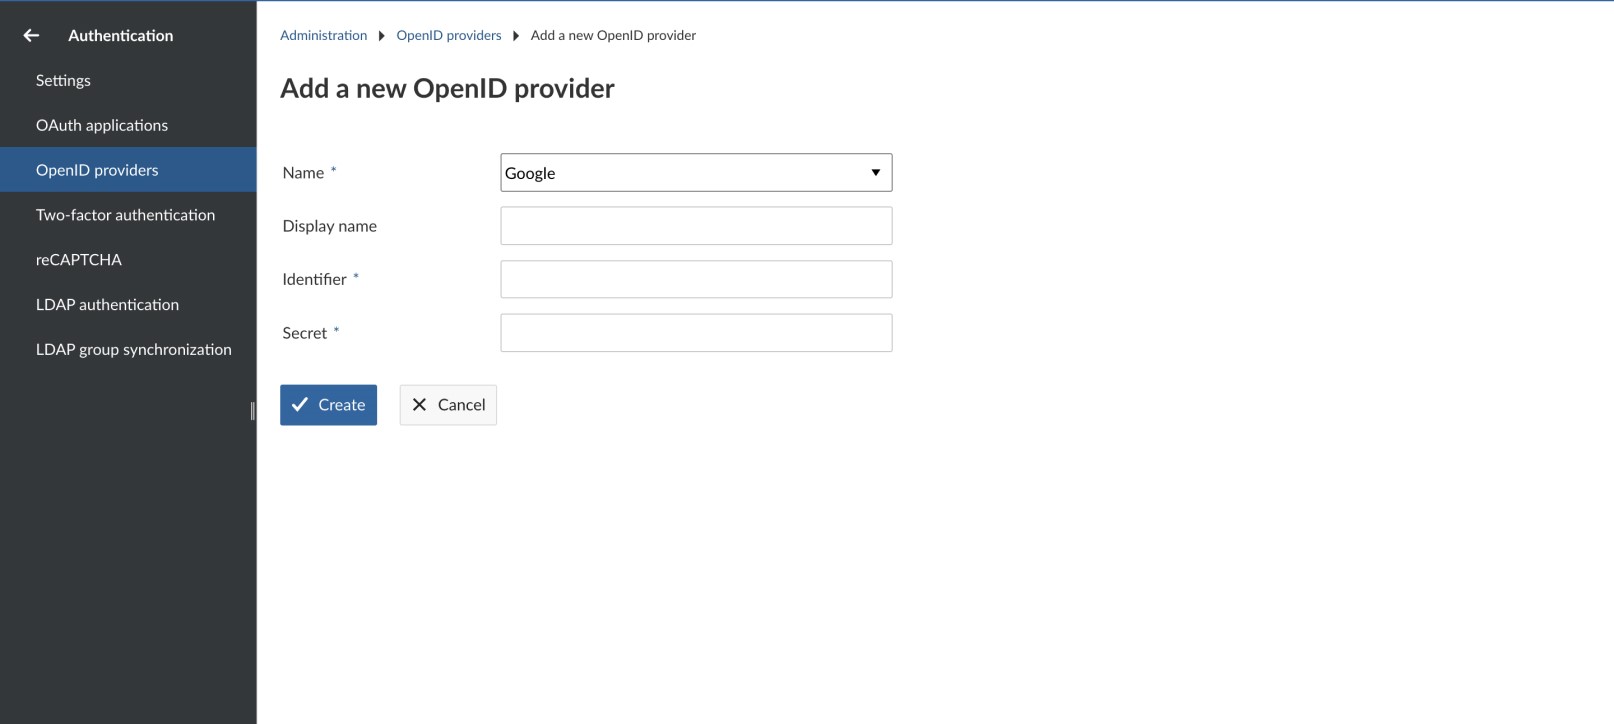 Authentication
Settings
OAuth applications
OpenID providers
Two-factor authentication
reCAPTCHA
LDAP authentication
LDAP group synchronization
Administration OpenID providers Add a new OpenID provider
Add a new OpenID provider
Name * Google
Display name
Identifier *
Secret *
Create Cancel